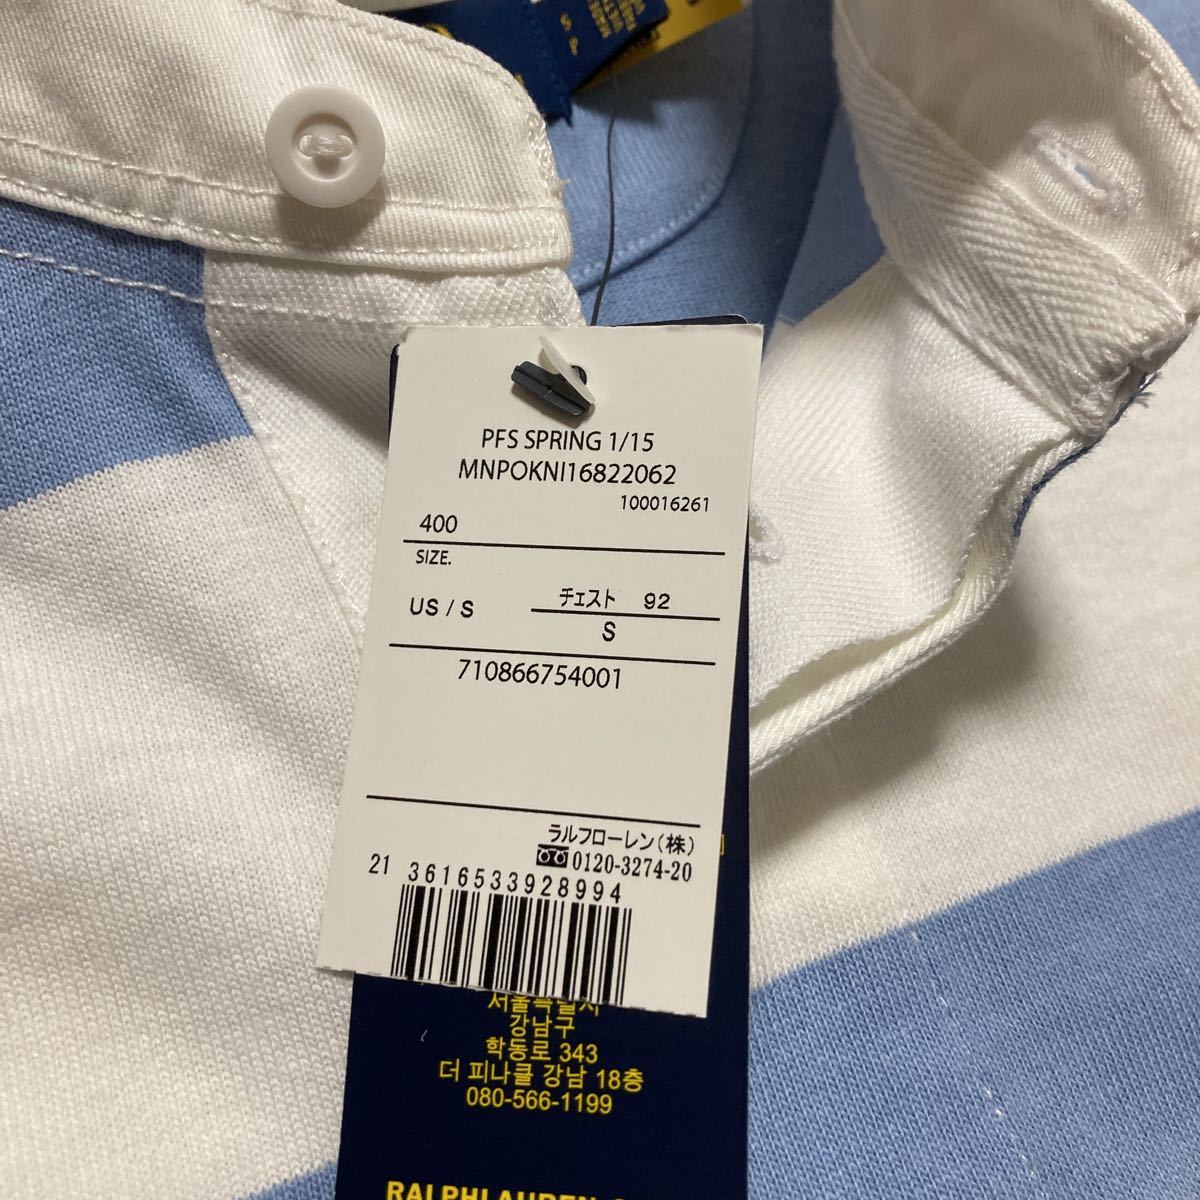 PFS SPRING 1/15
MNPOKNI16822062
100016261
400
SIZE.
US / S
チェスト 92
S
710866754001
ラルフローレン(株)
0120-3274-20
21 3616533928994
서울특별시
강남구
학동로 343
더 피나클 강남 18층
080-566-1199
RALPHLAUREN